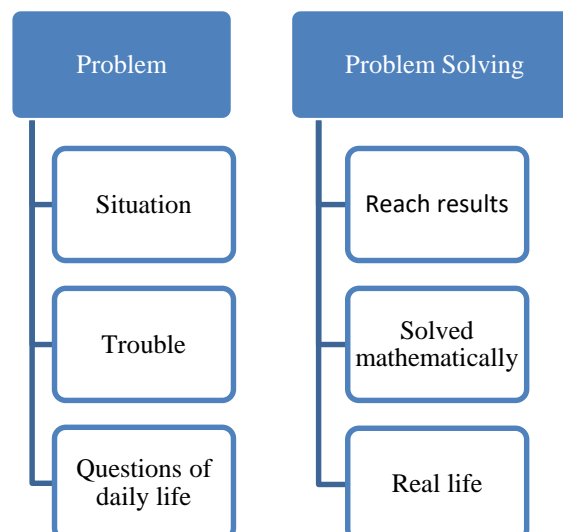 Problem
Situation
Trouble
Questions of
daily life
Problem Solving
Reach results
Solved
mathematically
Real life